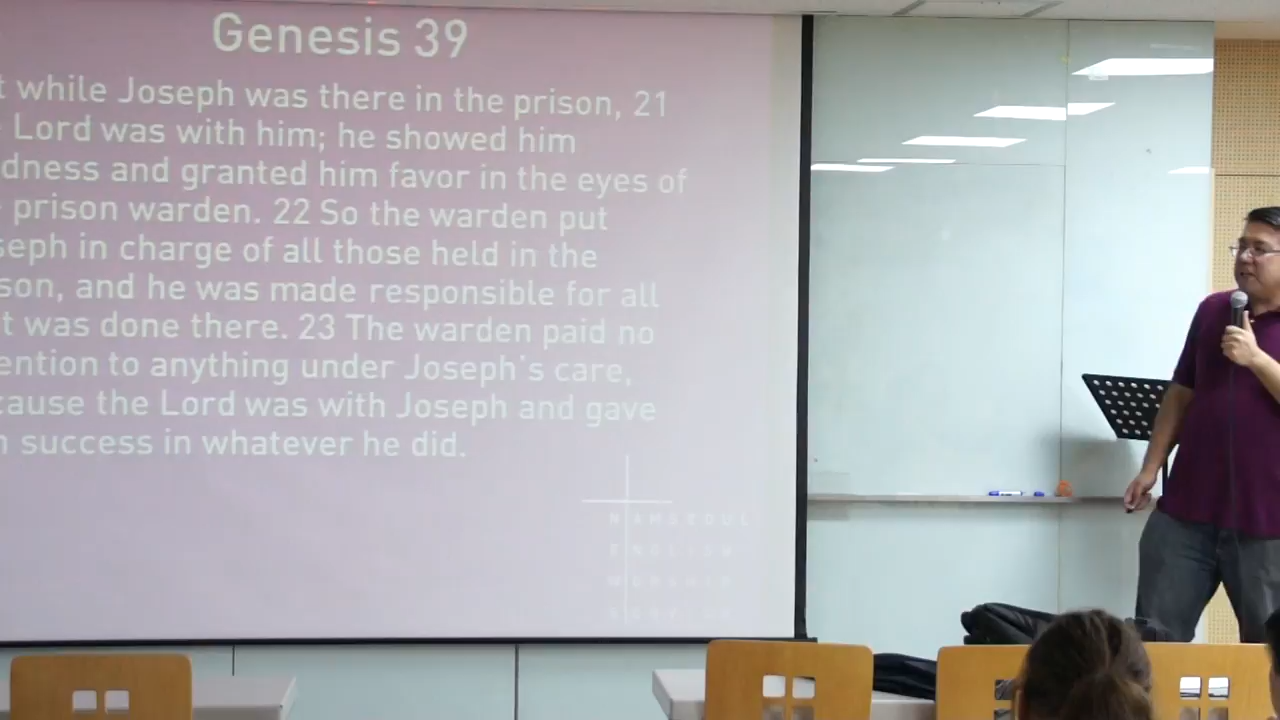 Genesis 39
t while Joseph was there in the prison, 21
Lord was with him; he showed him
dness and granted him favor in the eyes of
prison warden. 22 So the warden put
seph in charge of all those held in the
son, and he was made responsible for all
t was done there. 23 The warden paid no
ention to anything under Joseph's care,
cause the Lord was with Joseph and gave
success in whatever he did.
NAMSEOUL
ENGLISH
WORSHIP